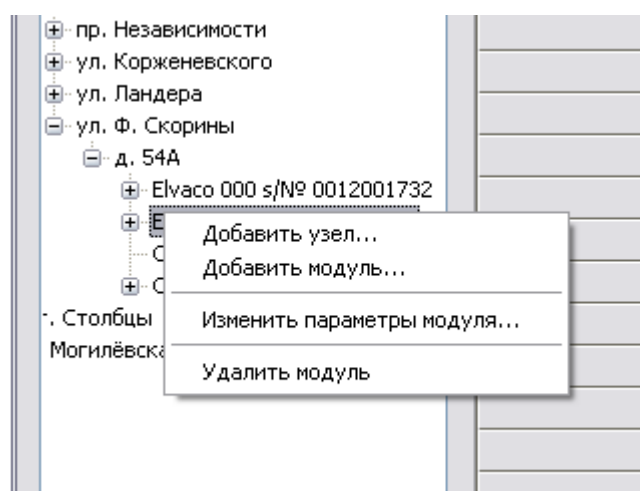 пр. Независимости
ул. Корженевского
ул. Ландера
ул. Ф. Скорины
д. 54А
Elvaco 000 s/№ 0012001732
Добавить узел...
Добавить модуль...
. Столбцы
Изменить параметры модуля...
Могилёвска
Удалить модуль